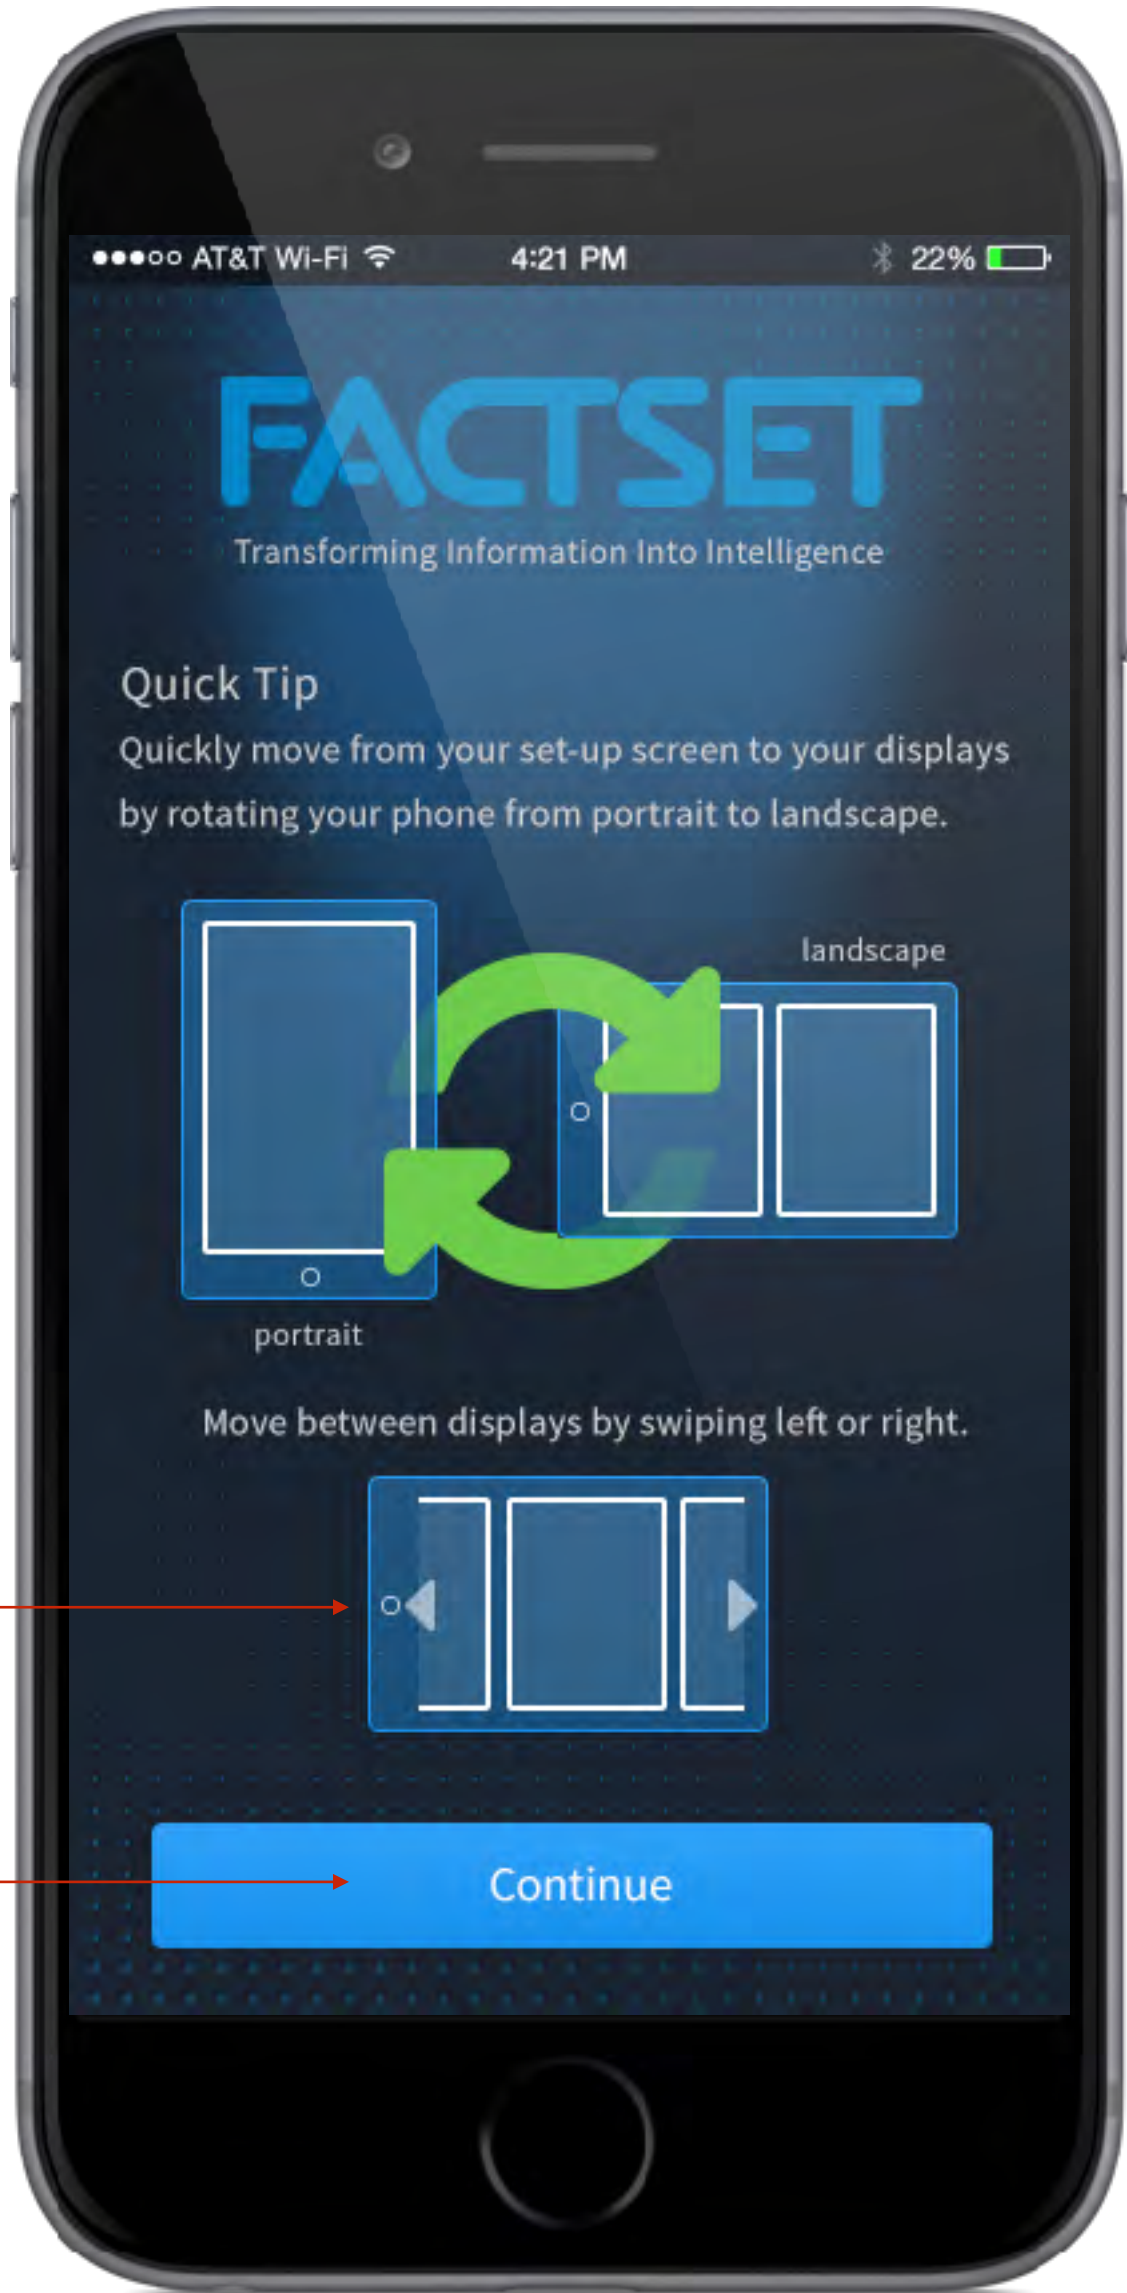 AT&T Wi-Fi 4:21 PM 22%
FACTSET
Transforming Information Into Intelligence
Quick Tip
Quickly move from your set-up screen to your displays
by rotating your phone from portrait to landscape.
landscape
portrait
Move between displays by swiping left or right.
Continue